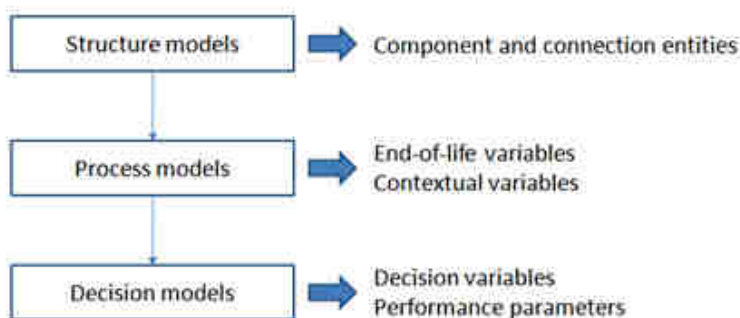 Structure models
Component and connection entities
Process models
End-of-life variables
Contextual variables
Decision models
Decision variables
Performance parameters